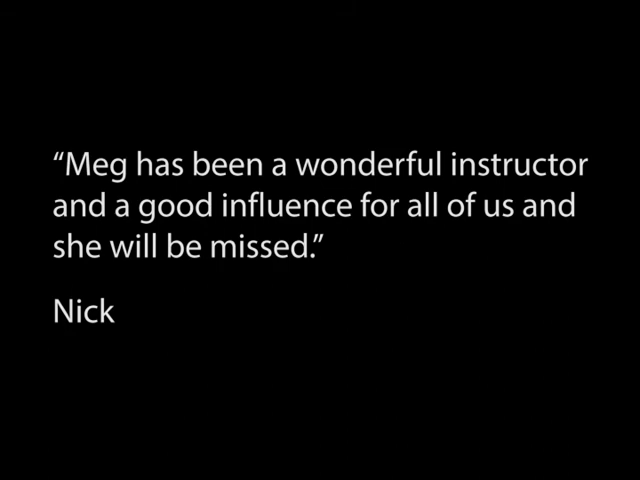 “Meg has been a wonderful instructor
and a good influence for all of us and
she will be missed.”
Nick